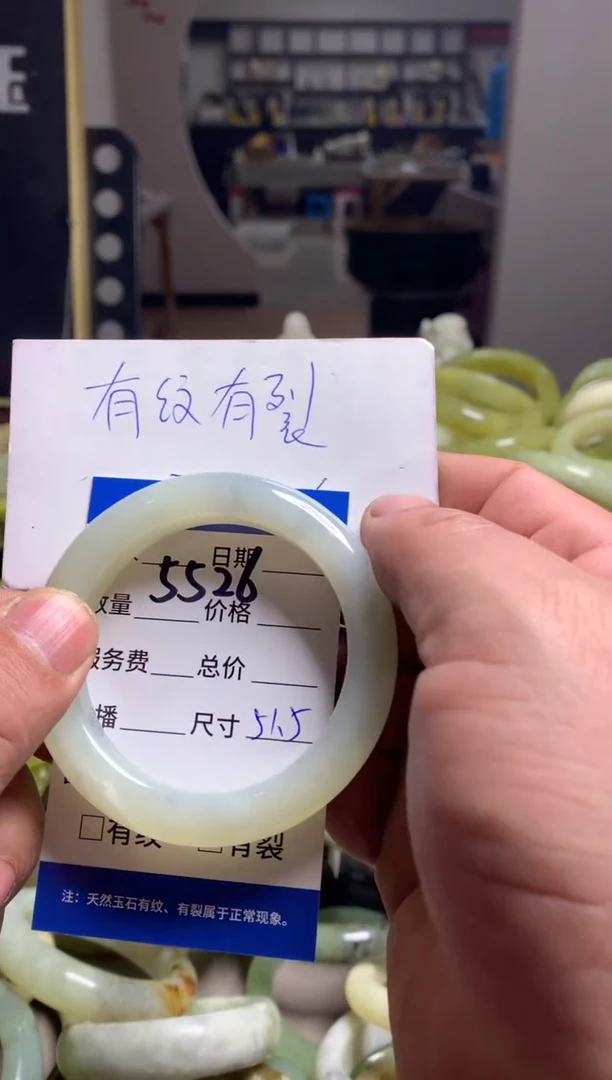 有纹有裂
日期
5526
数量 价格
服务费 总价
播 尺寸 51.5
有纹 有裂
注：天然玉石有纹、有裂属于正常现象。